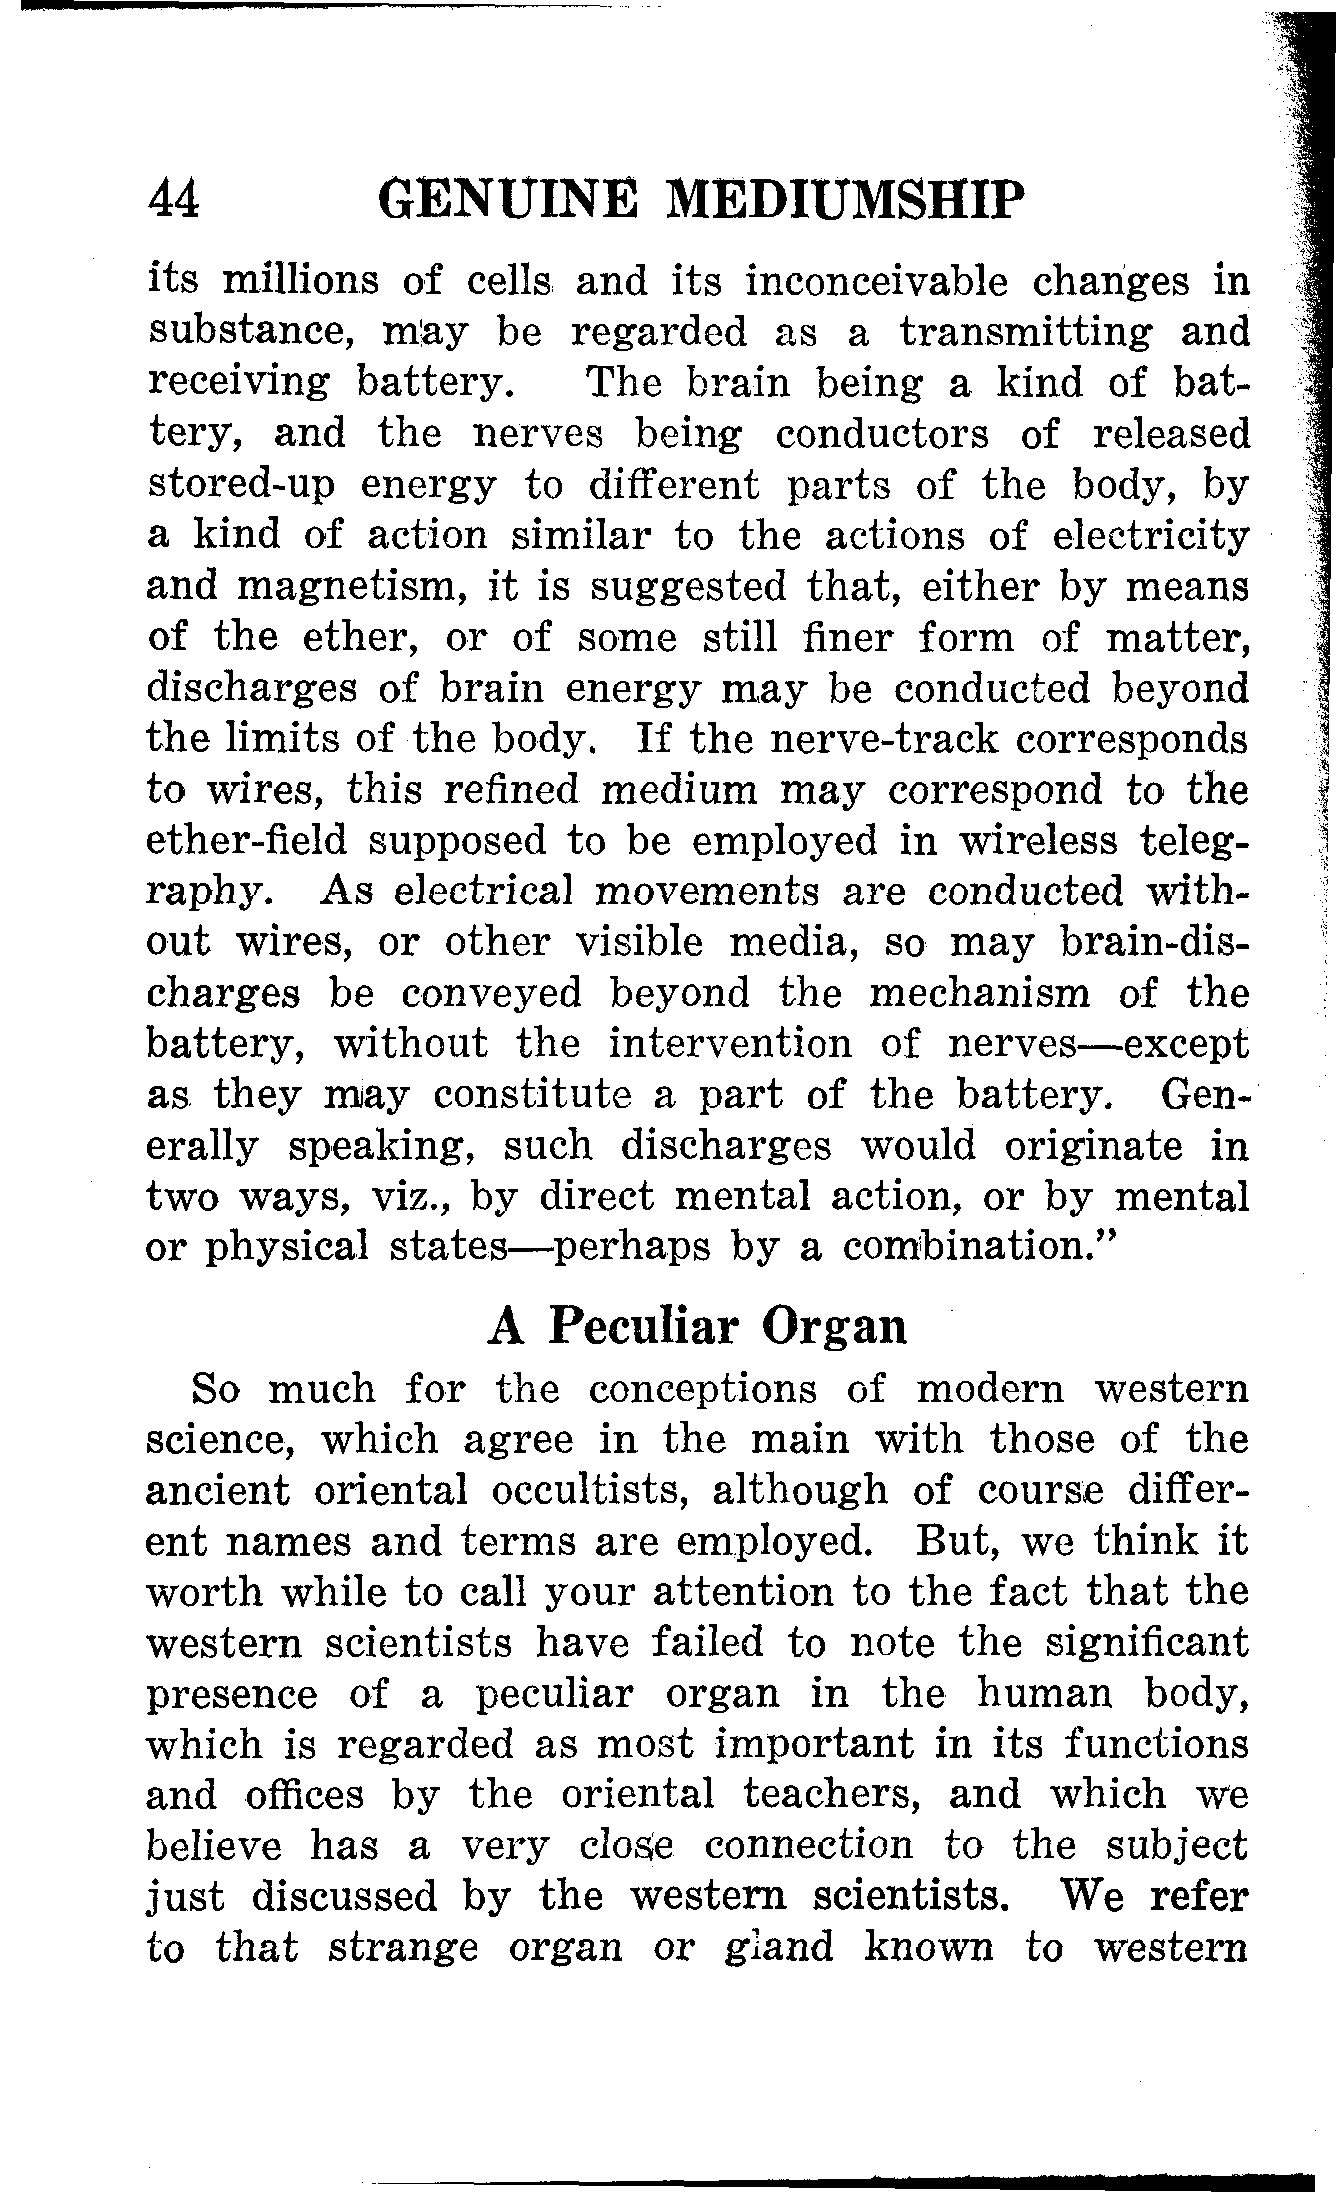 44 GENUINE MEDIUMSHIP
its millions of cells and its inconceivable changes in
substance, may be regarded as a transmitting and
receiving battery. The brain being a kind of bat-
tery, and the nerves being conductors of released
stored-up energy to different parts of the body, by
a kind of action similar to the actions of electricity
and magnetism, it is suggested that, either by means
of the ether, or of some still finer form of matter,
discharges of brain energy may be conducted beyond
the limits of the body. If the nerve-track corresponds
to wires, this refined medium may correspond to the
ether-field supposed to be employed in wireless teleg-
raphy. As electrical movements are conducted with-
out wires, or other visible media, so may brain-dis-
charges be conveyed beyond the mechanism of the
battery, without the intervention of nerves—except
as they may constitute a part of the battery. Gen-
erally speaking, such discharges would originate in
two ways, viz., by direct mental action, or by mental
or physical states—perhaps by a combination.”
A Peculiar Organ
So much for the conceptions of modern western
science, which agree in the main with those of the
ancient oriental occultists, although of course differ-
ent names and terms are employed. But, we think it
worth while to call your attention to the fact that the
western scientists have failed to note the significant
presence of a peculiar organ in the human body,
which is regarded as most important in its functions
and offices by the oriental teachers, and which we
believe has a very close connection to the subject
just discussed by the western scientists. We refer
to that strange organ or gland known to western